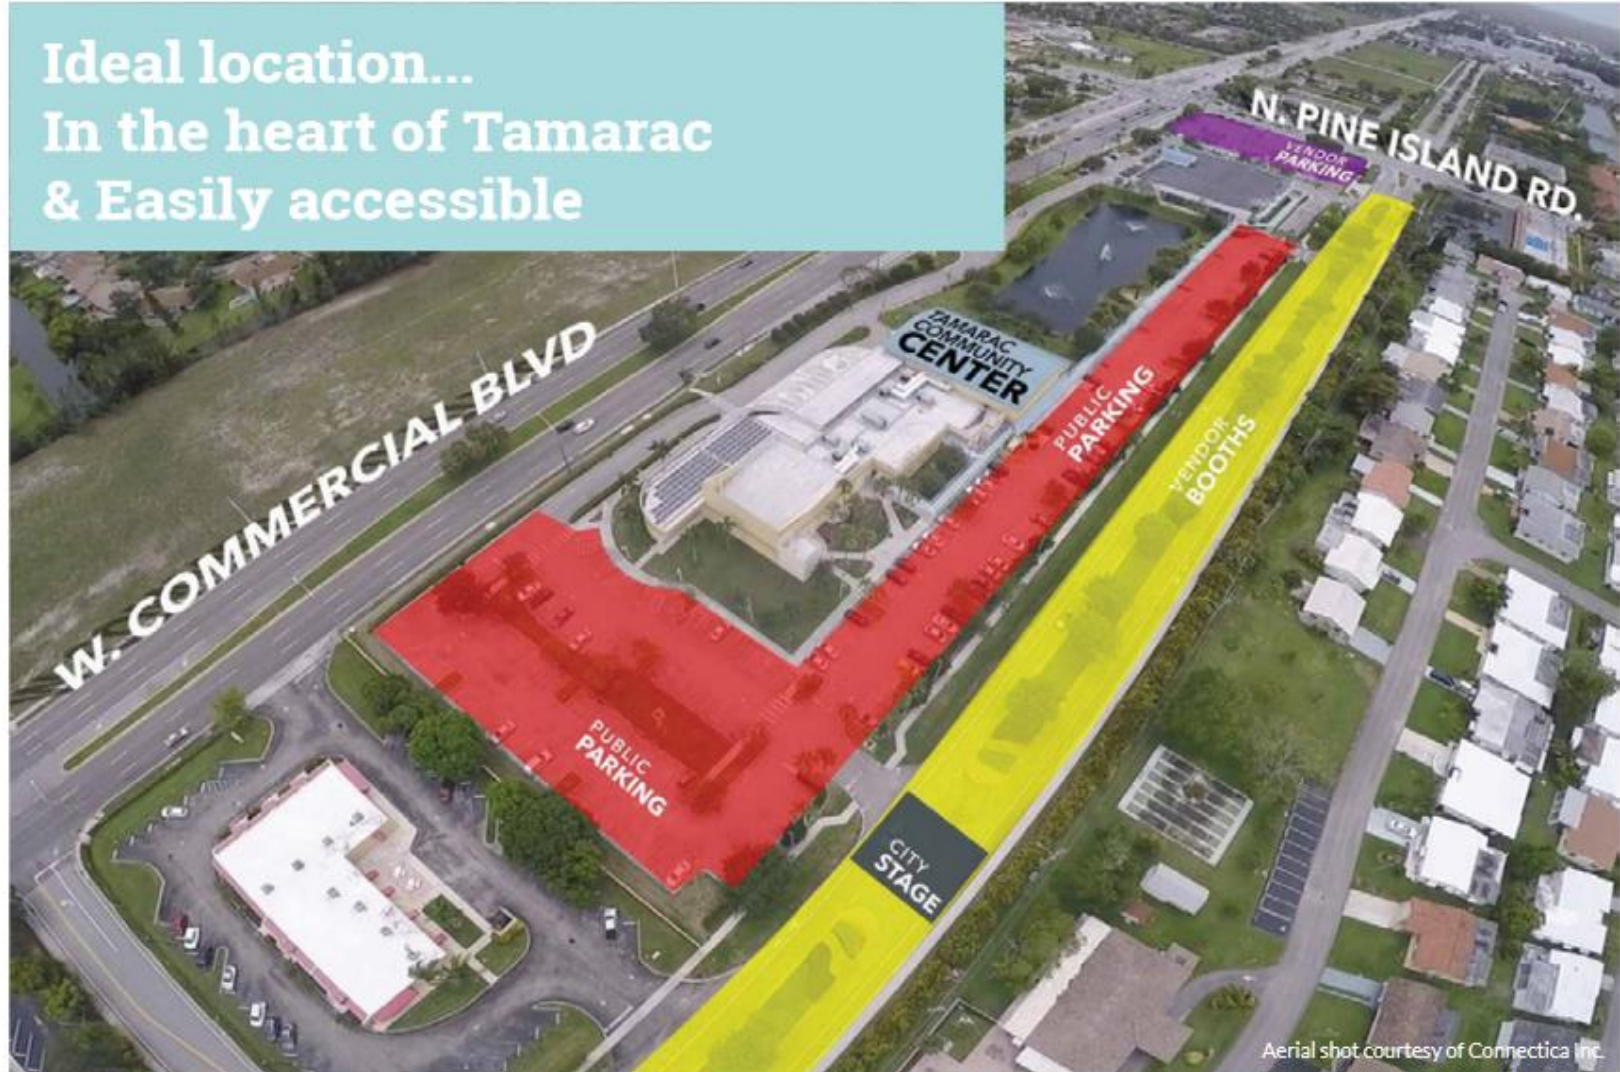 Ideal location...
In the heart of Tamarac
& Easily accessible
N. PINE ISLAND RD.
VENDOR
PARKING
W. COMMERCIAL BLVD
TAMARAC
COMMUNITY
CENTER
PUBLIC
PARKING
VENDOR
BOOTHS
PUBLIC
PARKING
CITY
STAGE
Aerial shot courtesy of Connectica Inc.